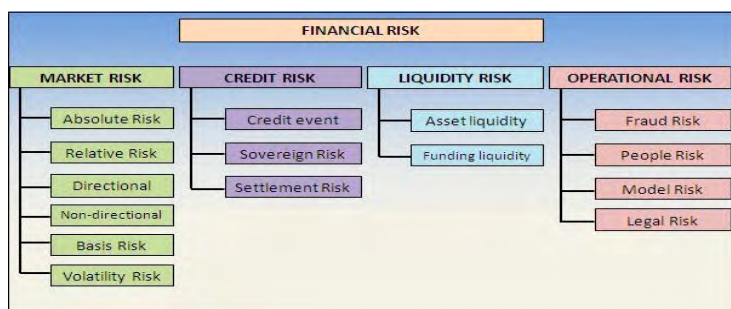 FINANCIAL RISK
MARKET RISK
Absolute Risk
Relative Risk
Directional
Non-directional
Basis Risk
Volatility Risk
CREDIT RISK
Credit event
Sovereign Risk
Settlement Risk
LIQUIDITY RISK
Asset liquidity
Funding liquidity
OPERATIONAL RISK
Fraud Risk
People Risk
Model Risk
Legal Risk